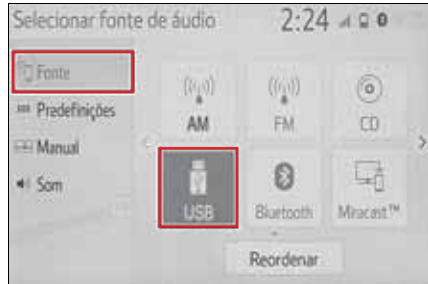 Selecionar fonte de áudio 2:24
Fonte
Predefinições
Manual
Som
AM FM CD
USB Bluetooth Miracast™
Reordenar